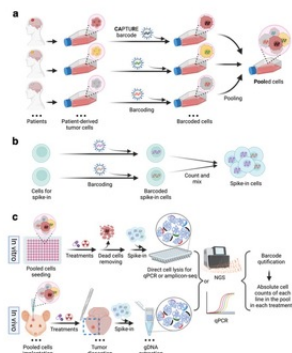 a
CAPTURE
barcode
Patients
Patient-derived
tumor cells
Barcoding
Barcoded cells
Pooling
Pooled cells
b
Cells for
spike-in
Barcoding
Barcoded
spike-in cells
Count and
mix
Spike-in cells
c
In vitro
Pooled cells
seeding
Treatments
Dead cells
removing
Spike-in
Direct cell lysis for
qPCR or amplicon-seq
NGS
or
qPCR
Barcode
qutification
Absolute cell
counts of each
line in the pool
in each treatment
In vivo
Pooled cells
implantation
Treatments
Tumor
Spike-in
gDNA